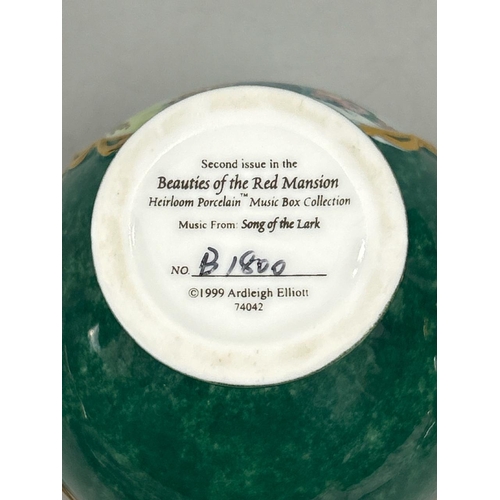 Second issue in the
Beauties of the Red Mansion
Heirloom Porcelain™ Music Box Collection
Music From: Song of the Lark
NO. B1800
©1999 Ardleigh Elliott
74042